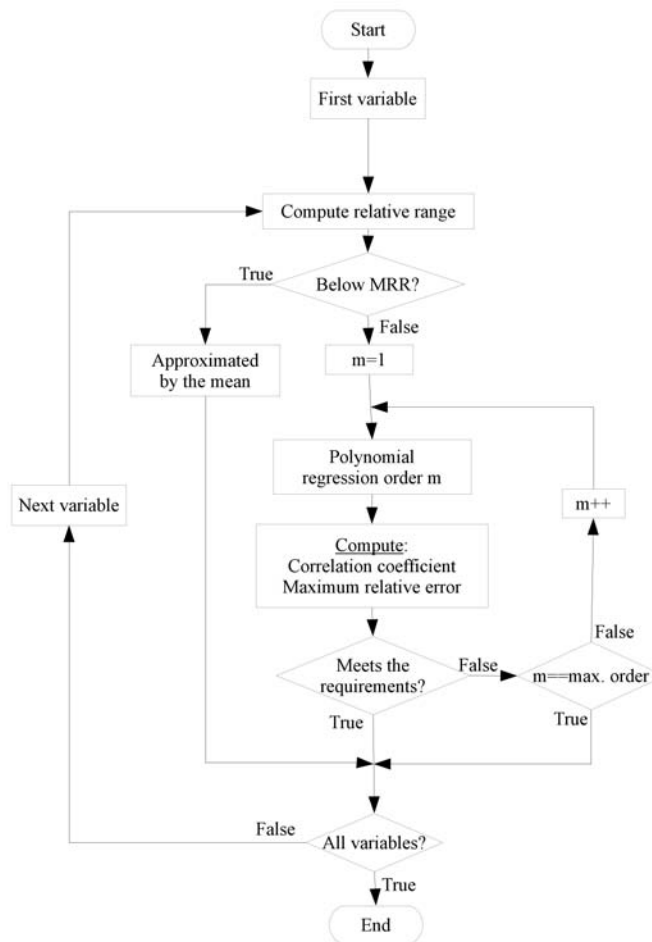 Start
First variable
Compute relative range
True
Below MRR?
False
Approximated
by the mean
m=1
Polynomial
regression order m
Next variable
m++
Compute:
Correlation coefficient
Maximum relative error
False
Meets the
requirements?
False
m==max. order
True
True
False
All variables?
True
End